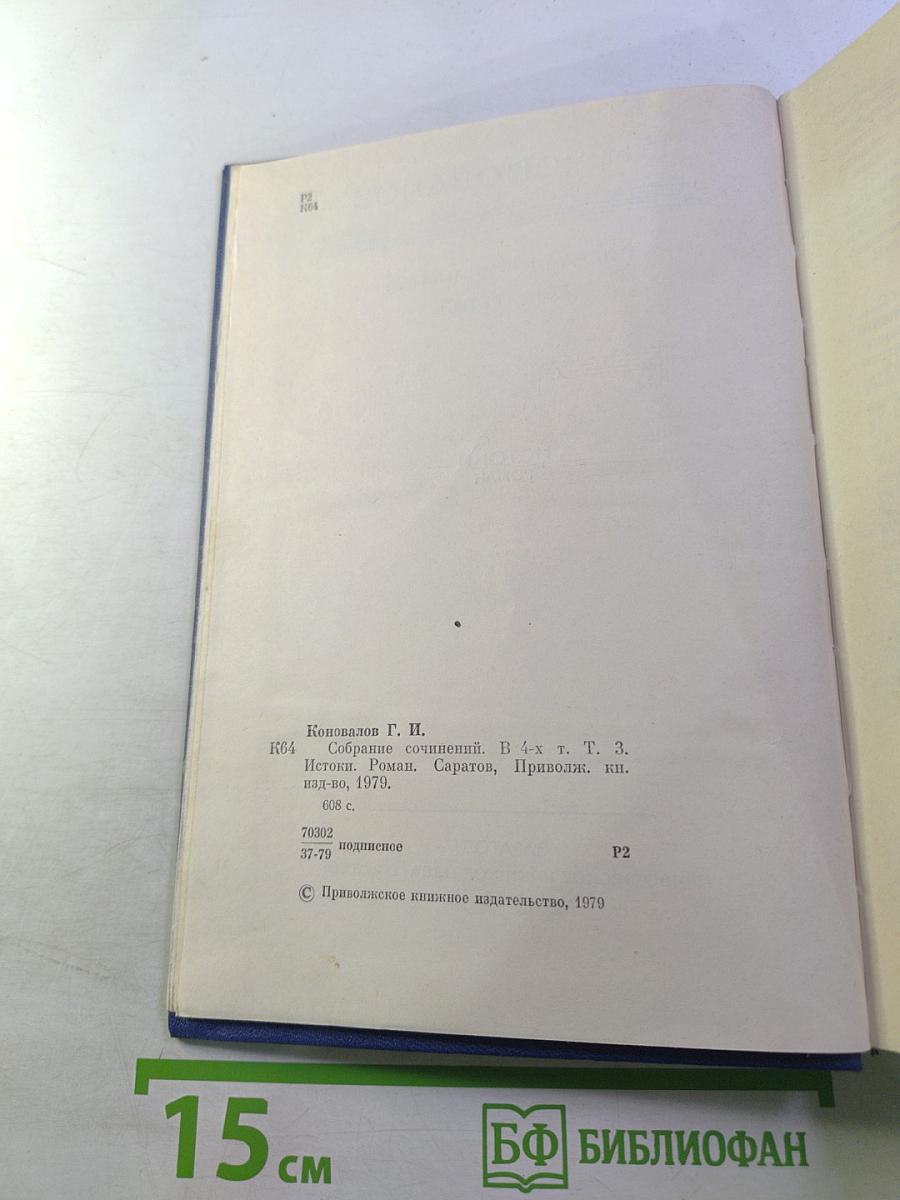 Р2
К64
Коновалов Г. И.
К64 Собрание сочинений. В 4-х т. Т. 3.
Истоки. Роман. Саратов, Приволж. кн.
изд-во, 1979.
608 с.
70302
37-79 подписное Р2
© Приволжское книжное издательство, 1979
15 см
БФ БИБЛИОФАН